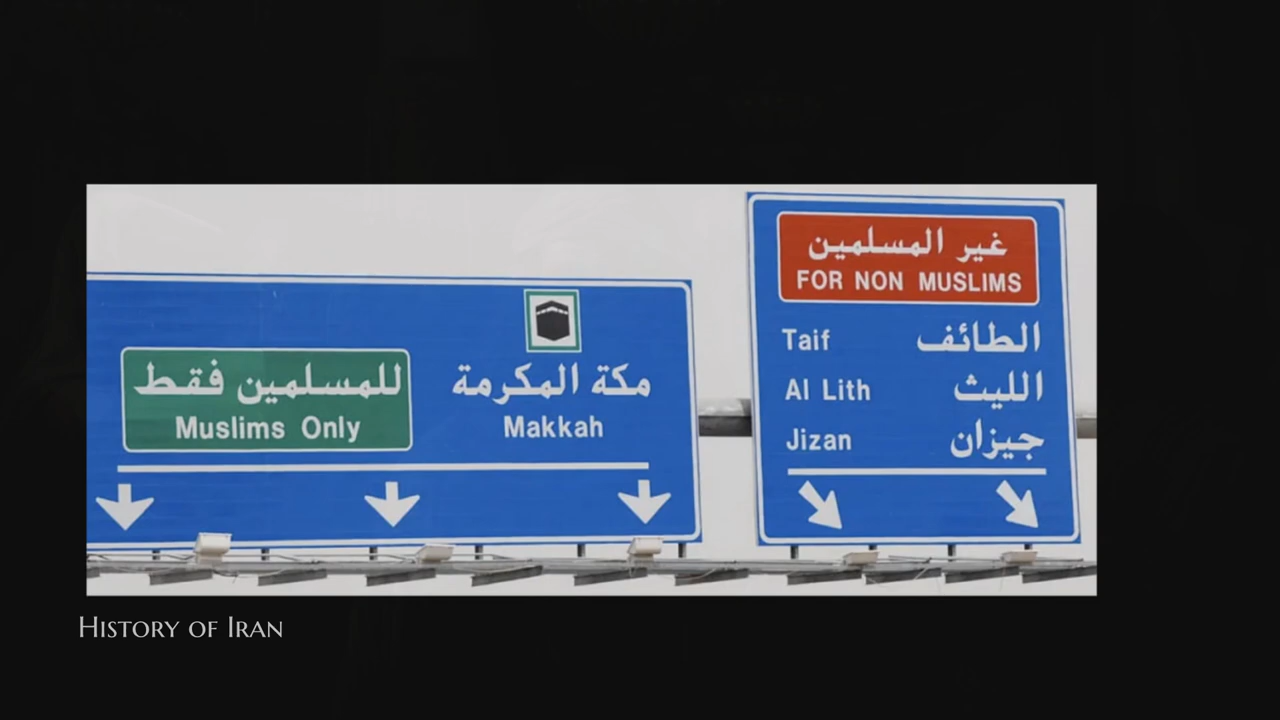 للمسلمين فقط
Muslims Only
مكة المكرمة
Makkah
غير المسلمين
FOR NON MUSLIMS
Taif الطائف
Al Lith الليث
Jizan جيزان
History of Iran